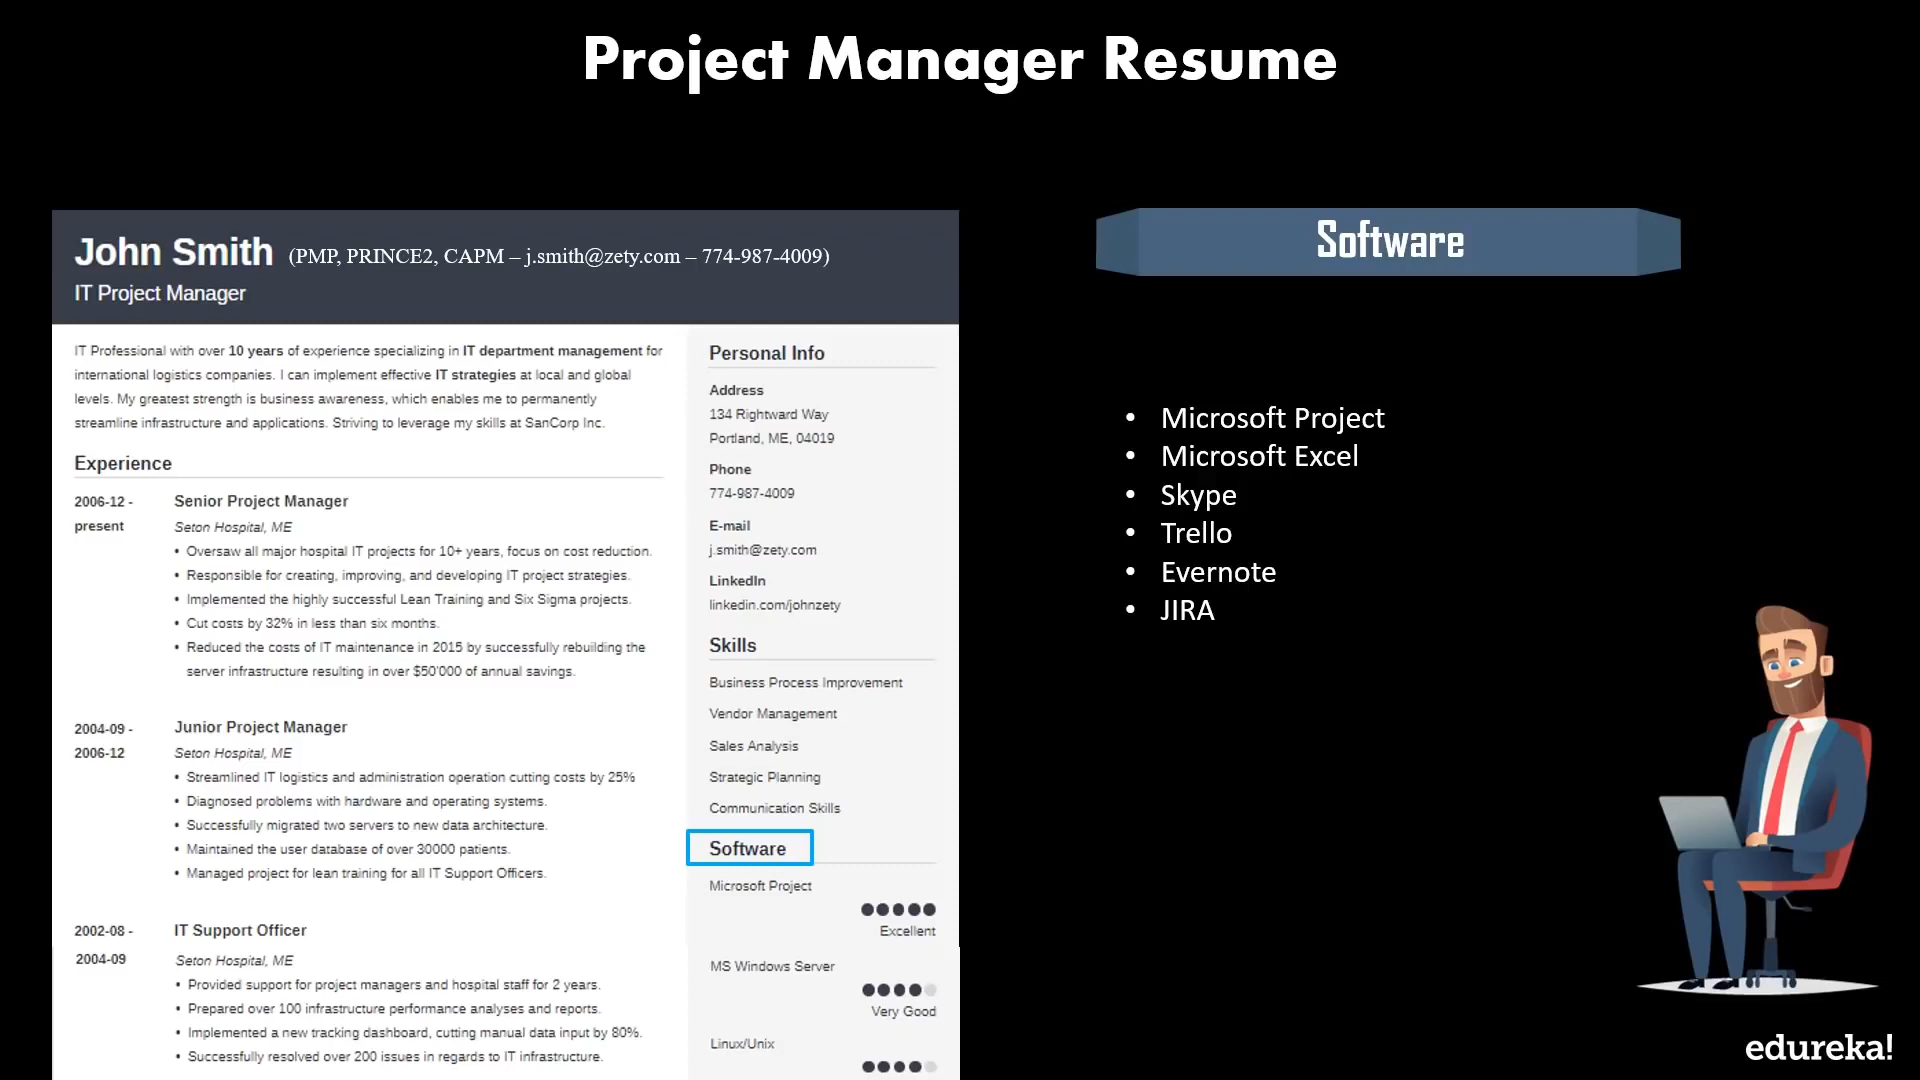 Project Manager Resume
John Smith (PMP, PRINCE2, CAPM – j.smith@zety.com – 774-987-4009)
IT Project Manager
IT Professional with over 10 years of experience specializing in IT department management for
international logistics companies. I can implement effective IT strategies at local and global
levels. My greatest strength is business awareness, which enables me to permanently
streamline infrastructure and applications. Striving to leverage my skills at SanCorp Inc.
Experience
2006-12 -
present
Senior Project Manager
Seton Hospital, ME
• Oversaw all major hospital IT projects for 10+ years, focus on cost reduction.
• Responsible for creating, improving, and developing IT project strategies.
• Implemented the highly successful Lean Training and Six Sigma projects.
• Cut costs by 32% in less than six months.
• Reduced the costs of IT maintenance in 2015 by successfully rebuilding the
server infrastructure resulting in over $50'000 of annual savings.
2004-09 -
2006-12
Junior Project Manager
Seton Hospital, ME
• Streamlined IT logistics and administration operation cutting costs by 25%
• Diagnosed problems with hardware and operating systems.
• Successfully migrated two servers to new data architecture.
• Maintained the user database of over 30000 patients.
• Managed project for lean training for all IT Support Officers.
2002-08 -
2004-09
IT Support Officer
Seton Hospital, ME
• Provided support for project managers and hospital staff for 2 years.
• Prepared over 100 infrastructure performance analyses and reports.
• Implemented a new tracking dashboard, cutting manual data input by 80%.
• Successfully resolved over 200 issues in regards to IT infrastructure.
Personal Info
Address
134 Rightward Way
Portland, ME, 04019
Phone
774-987-4009
E-mail
j.smith@zety.com
LinkedIn
linkedin.com/johnzety
Skills
Business Process Improvement
Vendor Management
Sales Analysis
Strategic Planning
Communication Skills
Software
Microsoft Project
Excellent
MS Windows Server
Very Good
Linux/Unix
Software
• Microsoft Project
• Microsoft Excel
• Skype
• Trello
• Evernote
• JIRA
edureka!